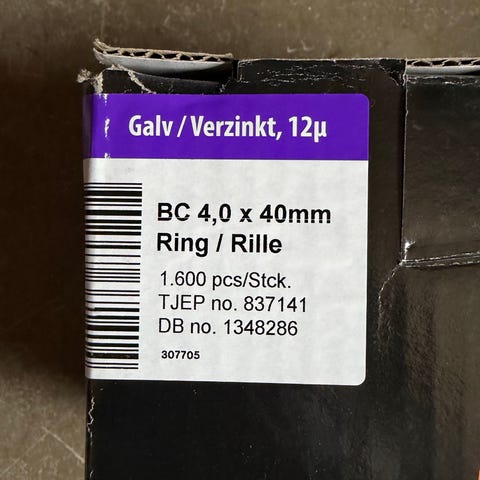 Galv / Verzinkt, 12µ
BC 4,0 x 40mm
Ring / Rille
1.600 pcs/Stck.
TJEP no. 837141
DB no. 1348286
307705